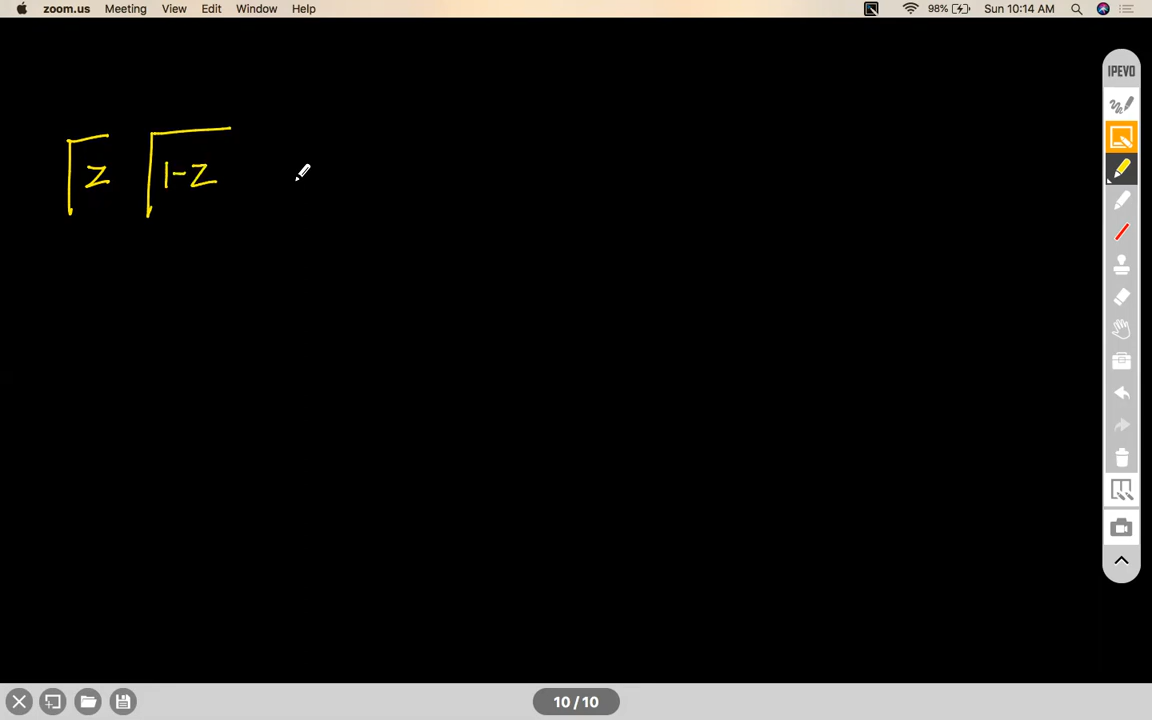 zoom.us Meeting View Edit Window Help 98% Sun 10:14 AM
IPEVO
Γz Γ1-z
10/10